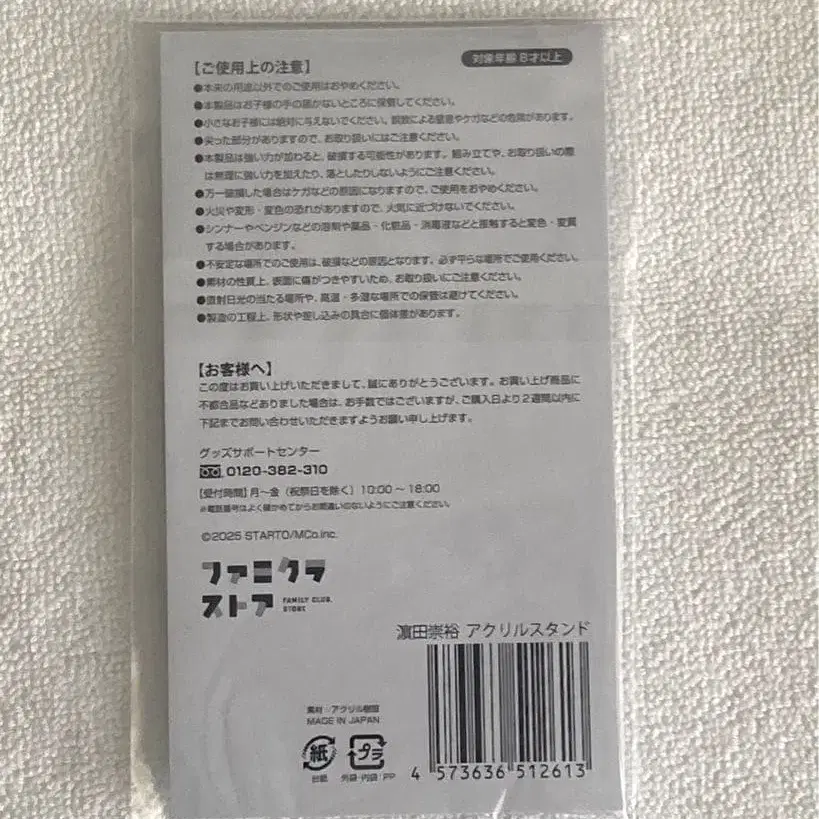 【ご使用上の注意】
対象年齢8才以上
●本来の用途以外でのご使用はおやめください。
●本製品はお子様の手の届かないところに保管してください。
●小さなお子様には絶対に与えないでください。誤飲による窒息やケガなどの危険があります。
●尖った部分がありますので、お取り扱いにはご注意ください。
●本製品は強い力が加わると、破損する可能性があります。組み立てや、お取り扱いの際
は無理に強い力を加えたり、落としたりしないようにご注意ください。
●万一破損した場合はケガなどの原因になりますので、ご使用をおやめください。
●火災や変形・変色の恐れがありますので、火気に近づけないでください。
●シンナーやベンジンなどの溶剤や薬品・化粧品・消毒液などと接触すると変色・変質
する場合があります。
●不安定な場所でのご使用は、破損などの原因となります。必ず平らな場所でご使用ください。
●素材の性質上、表面に傷がつきやすいため、お取り扱いにご注意ください。
●直射日光の当たる場所や、高温・多湿な場所での保管は避けてください。
●製造の工程上、形状や差し込みの具合に個体差があります。
【お客様へ】
この度はお買い上げいただきまして、誠にありがとうございます。お買い上げ商品に
不都合品などありました場合は、お手数ではございますが、ご購入日より2週間以内に
下記までお問い合わせいただきますようお願い申し上げます。
グッズサポートセンター
0120-382-310
【受付時間】月〜金(祝祭日を除く)10:00〜18:00
※電話番号はよく確かめてからお間違いのないようにご注意ください。
©2025 STARTO/MCo.inc.
ファミクラ
ストア FAMILY CLUB STORE
濵田崇裕 アクリルスタンド
素材:アクリル樹脂
MADE IN JAPAN
紙 プラ
台紙 外袋・内袋:PP
4 573636 512613